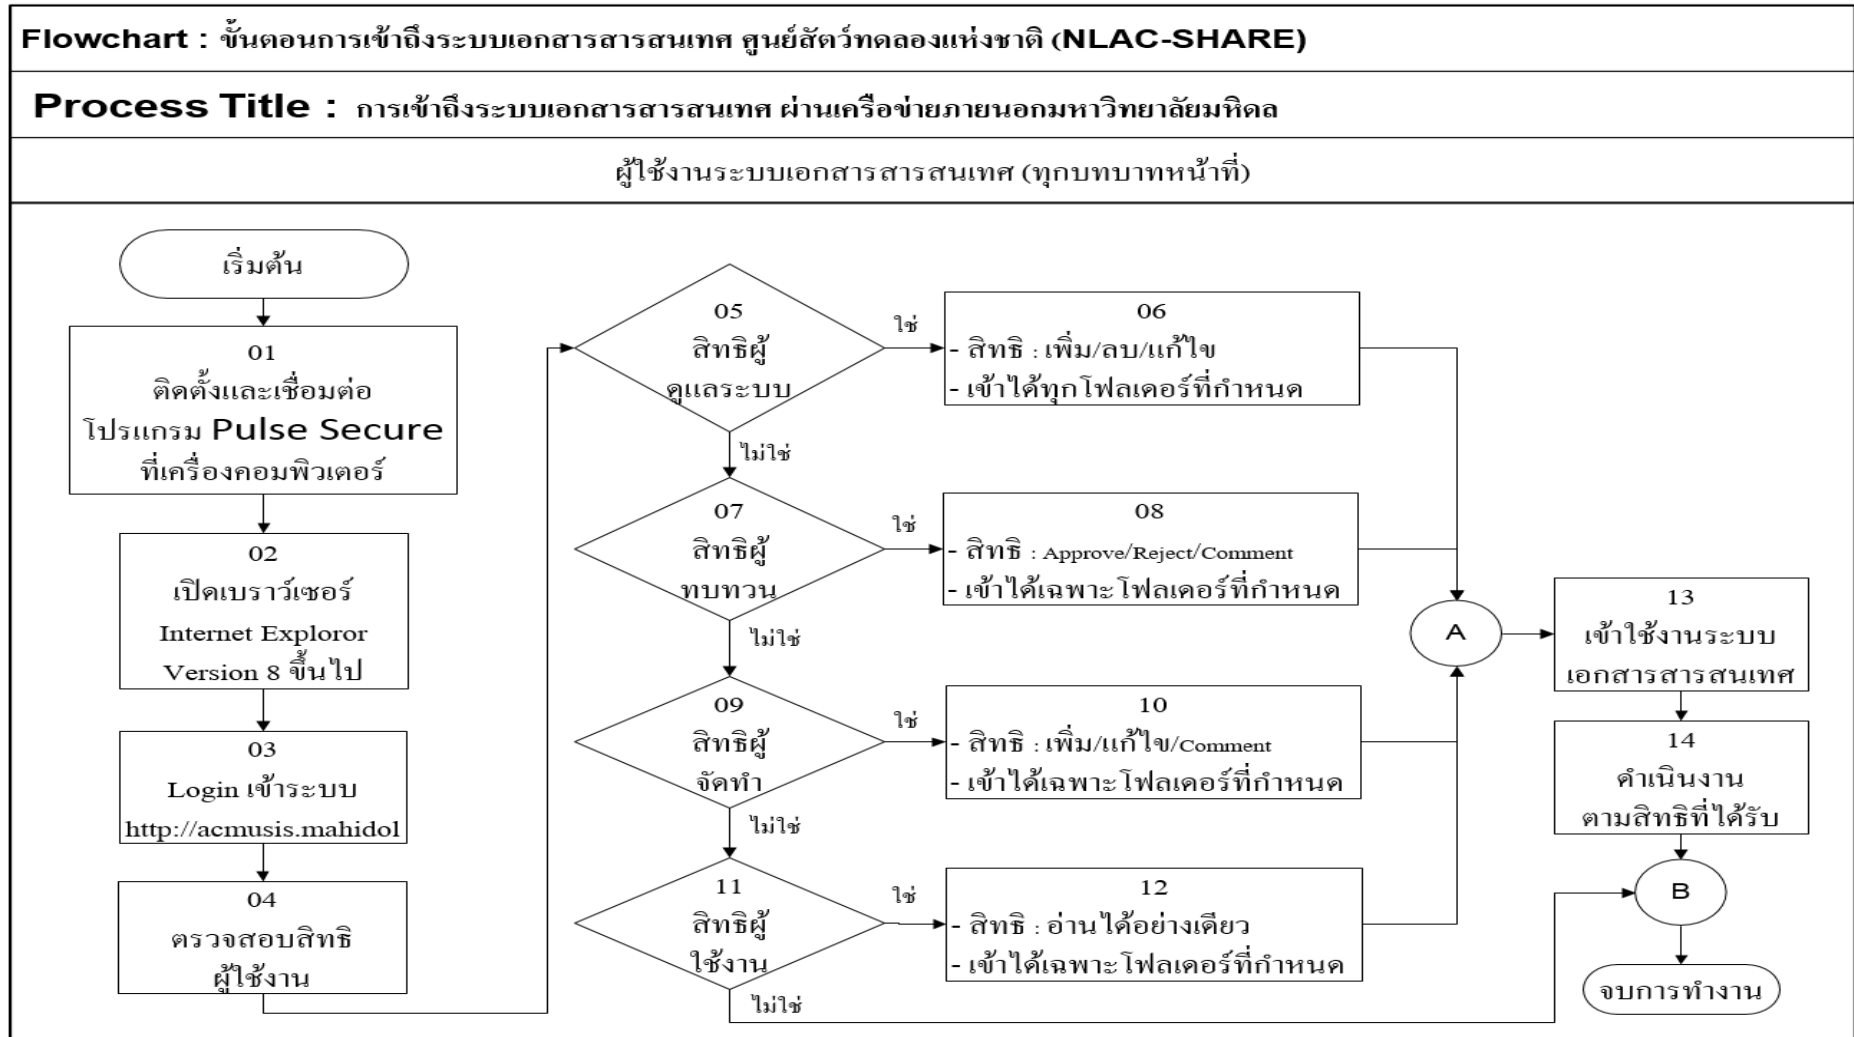 Flowchart : ขั้นตอนการเข้าถึงระบบเอกสารสารสนเทศ ศูนย์สัตว์ทดลองแห่งชาติ (NLAC-SHARE)
Process Title : การเข้าถึงระบบเอกสารสารสนเทศ ผ่านเครือข่ายภายนอกมหาวิทยาลัยมหิดล
ผู้ใช้งานระบบเอกสารสารสนเทศ (ทุกบทบาทหน้าที่)
เริ่มต้น
01
ติดตั้งและเชื่อมต่อ
โปรแกรม Pulse Secure
ที่เครื่องคอมพิวเตอร์
02
เปิดเบราว์เซอร์
Internet Exploror
Version 8 ขึ้นไป
03
Login เข้าระบบ
http://acmusis.mahidol
04
ตรวจสอบสิทธิ
ผู้ใช้งาน
05
สิทธิผู้
ดูแลระบบ
ใช่
ไม่ใช่
06
- สิทธิ : เพิ่ม/ลบ/แก้ไข
- เข้าได้ทุกโฟลเดอร์ที่กำหนด
07
สิทธิผู้
ทบทวน
ใช่
ไม่ใช่
08
- สิทธิ : Approve/Reject/Comment
- เข้าได้เฉพาะโฟลเดอร์ที่กำหนด
09
สิทธิผู้
จัดทำ
ใช่
ไม่ใช่
10
- สิทธิ : เพิ่ม/แก้ไข/Comment
- เข้าได้เฉพาะโฟลเดอร์ที่กำหนด
11
สิทธิผู้
ใช้งาน
ใช่
ไม่ใช่
12
- สิทธิ : อ่านได้อย่างเดียว
- เข้าได้เฉพาะโฟลเดอร์ที่กำหนด
A
13
เข้าใช้งานระบบ
เอกสารสารสนเทศ
14
ดำเนินงาน
ตามสิทธิที่ได้รับ
B
จบการทำงาน